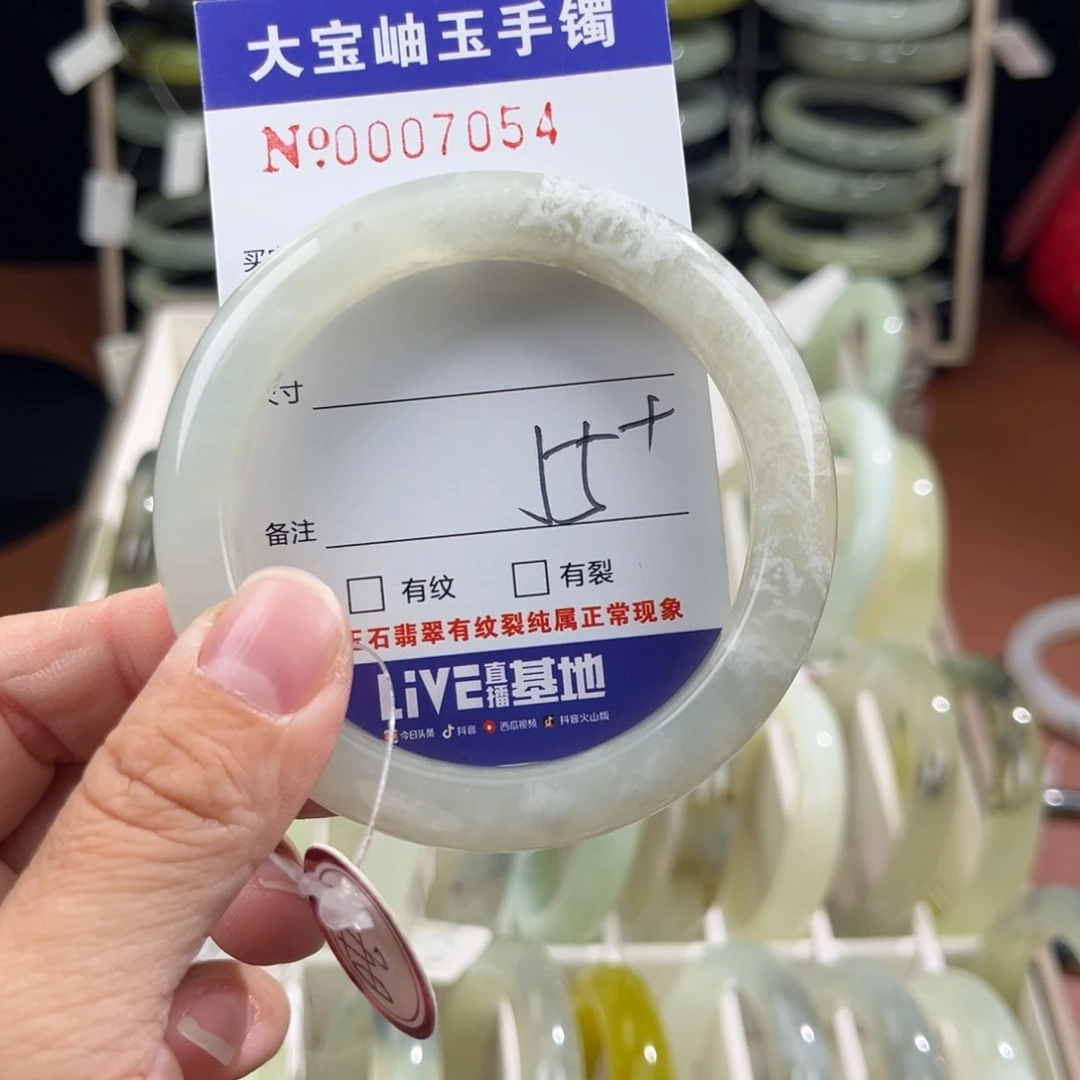 大宝岫玉手镯
№0007054
买
寸
备注
有纹 有裂
玉石翡翠有纹裂纯属正常现象
LiVE直播基地
今日头条 抖音 西瓜视频 抖音火山版